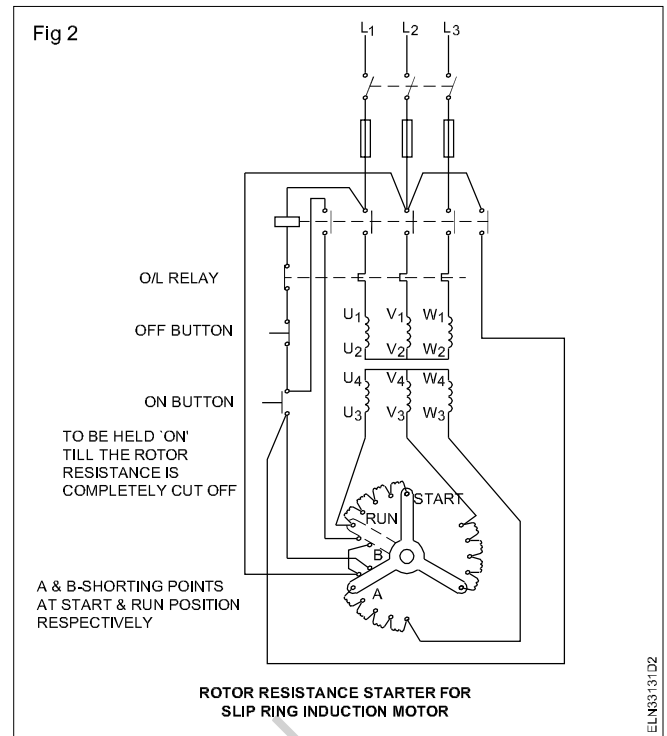 Fig 2
L1 L2 L3
O/L RELAY
OFF BUTTON
ON BUTTON
TO BE HELD `ON'
TILL THE ROTOR
RESISTANCE IS
COMPLETELY CUT OFF
U1 V1 W1
U2 V2 W2
U4 V4 W4
U3 V3 W3
START
RUN
B
A
A & B-SHORTING POINTS
AT START & RUN POSITION
RESPECTIVELY
ROTOR RESISTANCE STARTER FOR
SLIP RING INDUCTION MOTOR
ELN33131D2